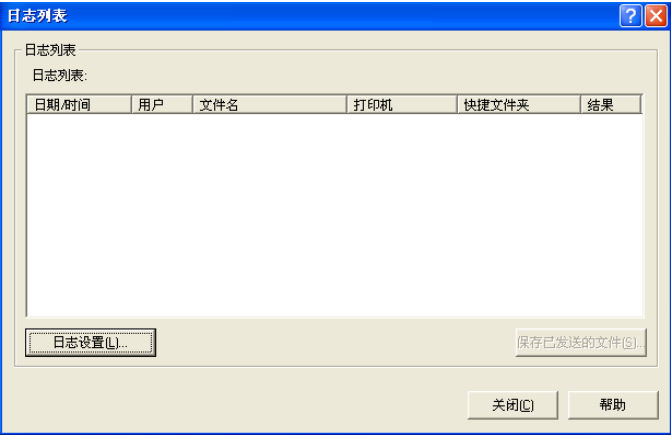 日志列表
日志列表
日志列表:
日期/时间 用户 文件名 打印机 快捷文件夹 结果
日志设置(L)... 保存已发送的文件(S)...
关闭(C) 帮助